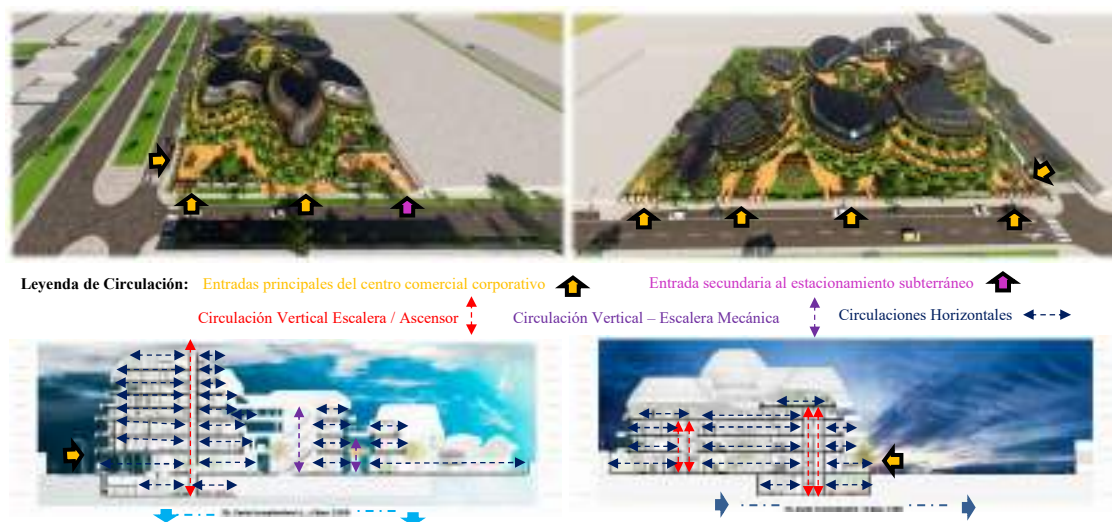 Leyenda de Circulación: Entradas principales del centro comercial corporativo Entrada secundaria al estacionamiento subterráneo
Circulación Vertical Escalera / Ascensor Circulación Vertical – Escalera Mecánica Circulaciones Horizontales